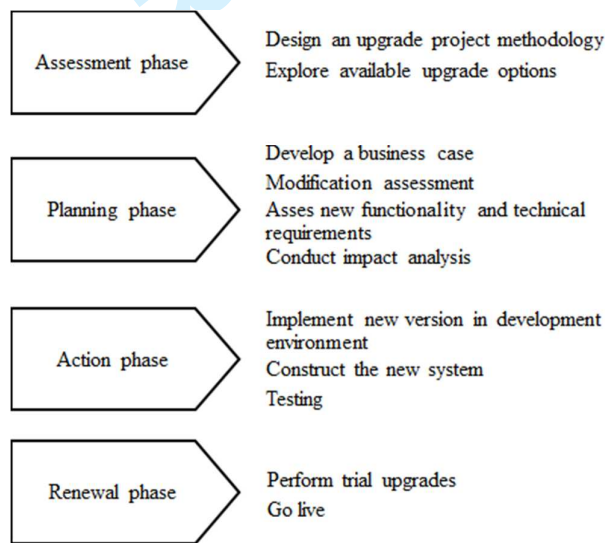 Assessment phase
Design an upgrade project methodology
Explore available upgrade options
Planning phase
Develop a business case
Modification assessment
Asses new functionality and technical
requirements
Conduct impact analysis
Action phase
Implement new version in development
environment
Construct the new system
Testing
Renewal phase
Perform trial upgrades
Go live